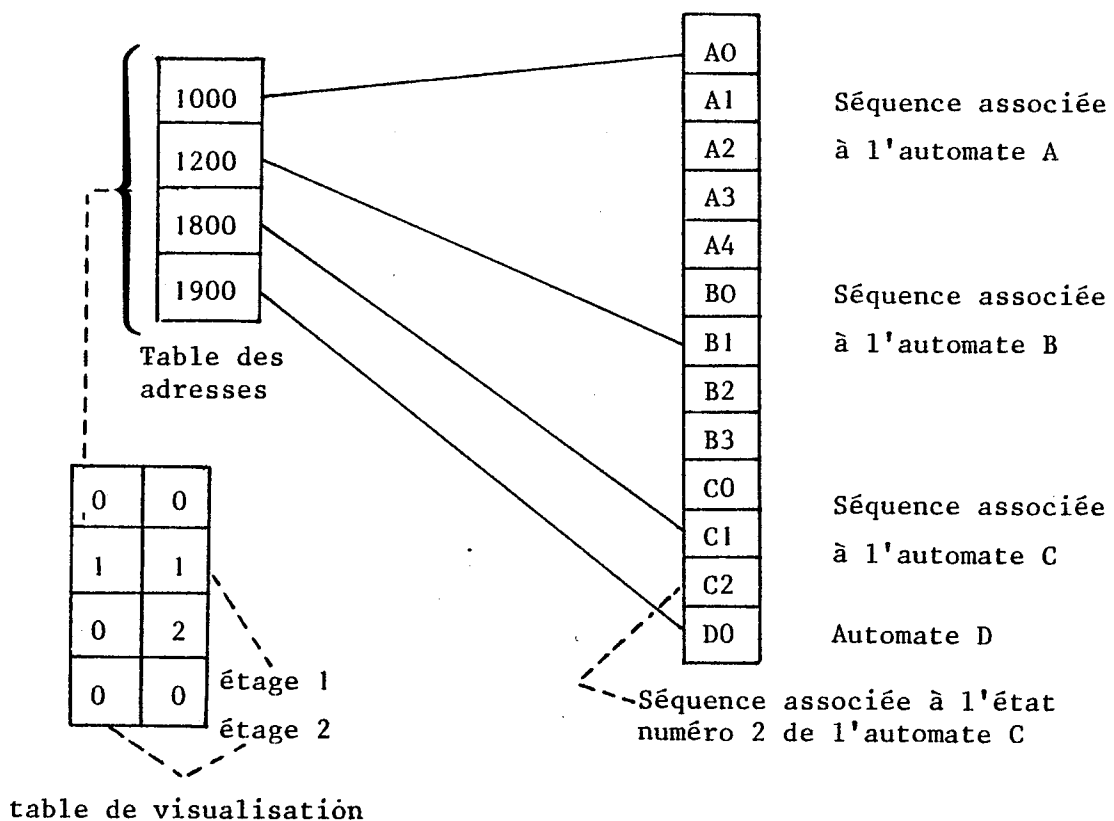 1000
1200
1800
1900
Table des
adresses
0 0
1 1
0 2
0 0
étage 1
étage 2
table de visualisation
A0
A1
A2
A3
A4
B0
B1
B2
B3
C0
C1
C2
D0
Séquence associée
à l'automate A
Séquence associée
à l'automate B
Séquence associée
à l'automate C
Automate D
Séquence associée à l'état
numéro 2 de l'automate C